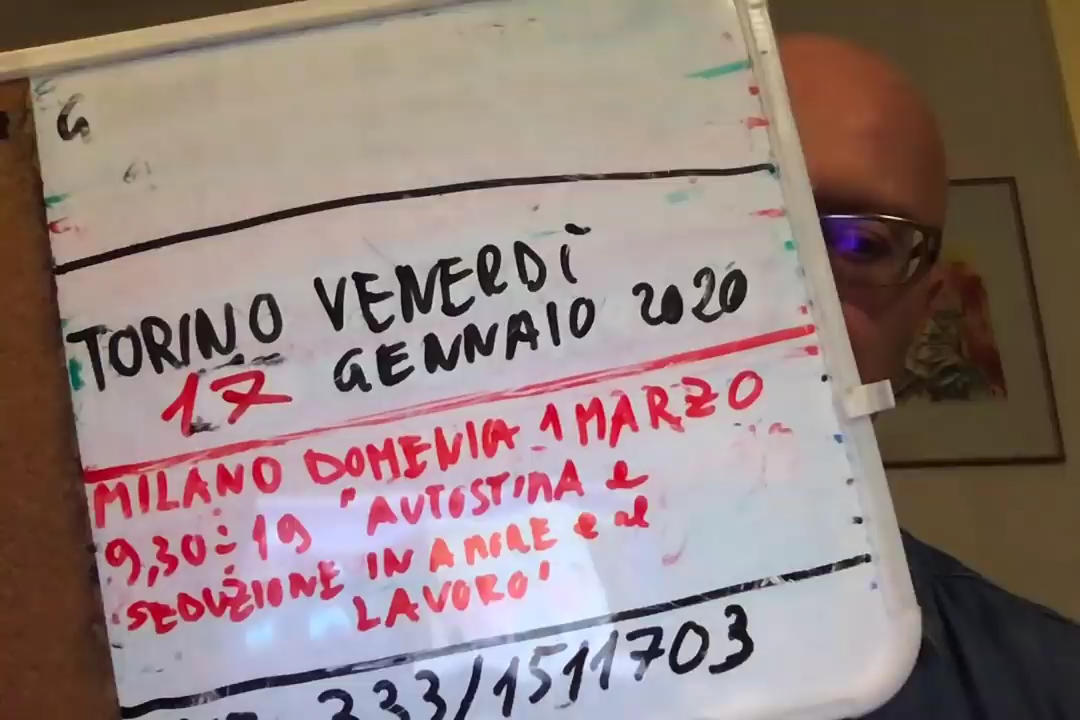 G
TORINO VENERDÌ
17 GENNAIO 2020
MILANO DOMENICA 1 MARZO
9,30÷19 "AUTOSTIMA e
SEDUZIONE IN AMORE e al
LAVORO"
333/1511703